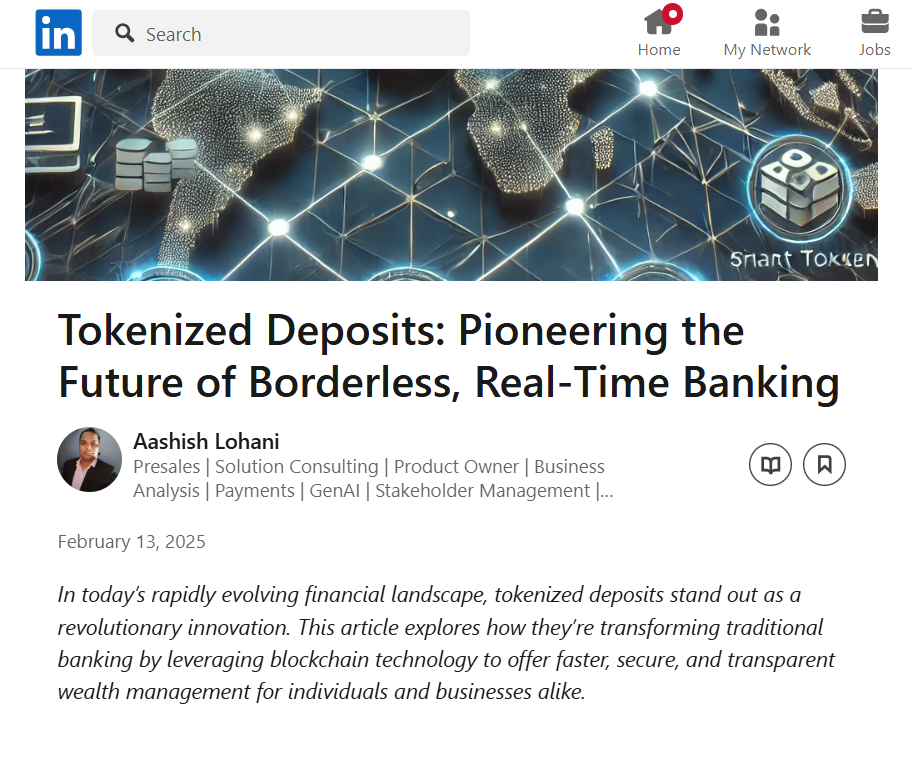 in
Search
Home
My Network
Jobs
Tokenized Deposits: Pioneering the
Future of Borderless, Real-Time Banking
Aashish Lohani
Presales | Solution Consulting | Product Owner | Business
Analysis | Payments | GenAI | Stakeholder Management |...
February 13, 2025
In today's rapidly evolving financial landscape, tokenized deposits stand out as a
revolutionary innovation. This article explores how they're transforming traditional
banking by leveraging blockchain technology to offer faster, secure, and transparent
wealth management for individuals and businesses alike.